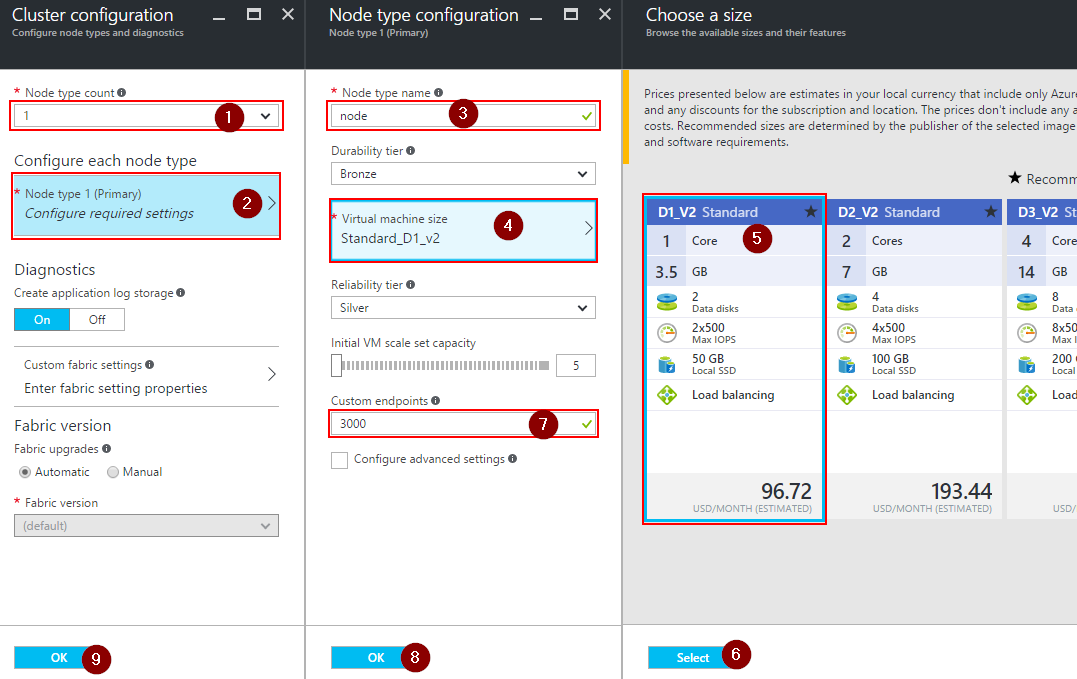 Cluster configuration
Configure node types and diagnostics
* Node type count
1
1
Configure each node type
* Node type 1 (Primary)
Configure required settings
2
Diagnostics
Create application log storage
On Off
Custom fabric settings
Enter fabric setting properties
Fabric version
Fabric upgrades
Automatic Manual
* Fabric version
(default)
OK
9
Node type configuration
Node type 1 (Primary)
* Node type name
node
3
Durability tier
Bronze
* Virtual machine size
Standard_D1_v2
4
Reliability tier
Silver
Initial VM scale set capacity
5
Custom endpoints
3000
7
Configure advanced settings
OK
8
Choose a size
Browse the available sizes and their features
Prices presented below are estimates in your local currency that include only Azure
and any discounts for the subscription and location. The prices don't include any a
costs. Recommended sizes are determined by the publisher of the selected image
and software requirements.
★ Recomm
D1_V2 Standard ★
1 Core
5
3.5 GB
2
Data disks
2x500
Max IOPS
50 GB
Local SSD
Load balancing
96.72
USD/MONTH (ESTIMATED)
D2_V2 Standard ★
2 Cores
7 GB
4
Data disks
4x500
Max IOPS
100 GB
Local SSD
Load balancing
193.44
USD/MONTH (ESTIMATED)
D3_V2 St
4 Core
14 GB
8
Data
8x50
Max I
200
Local
Load
USD/
Select
6